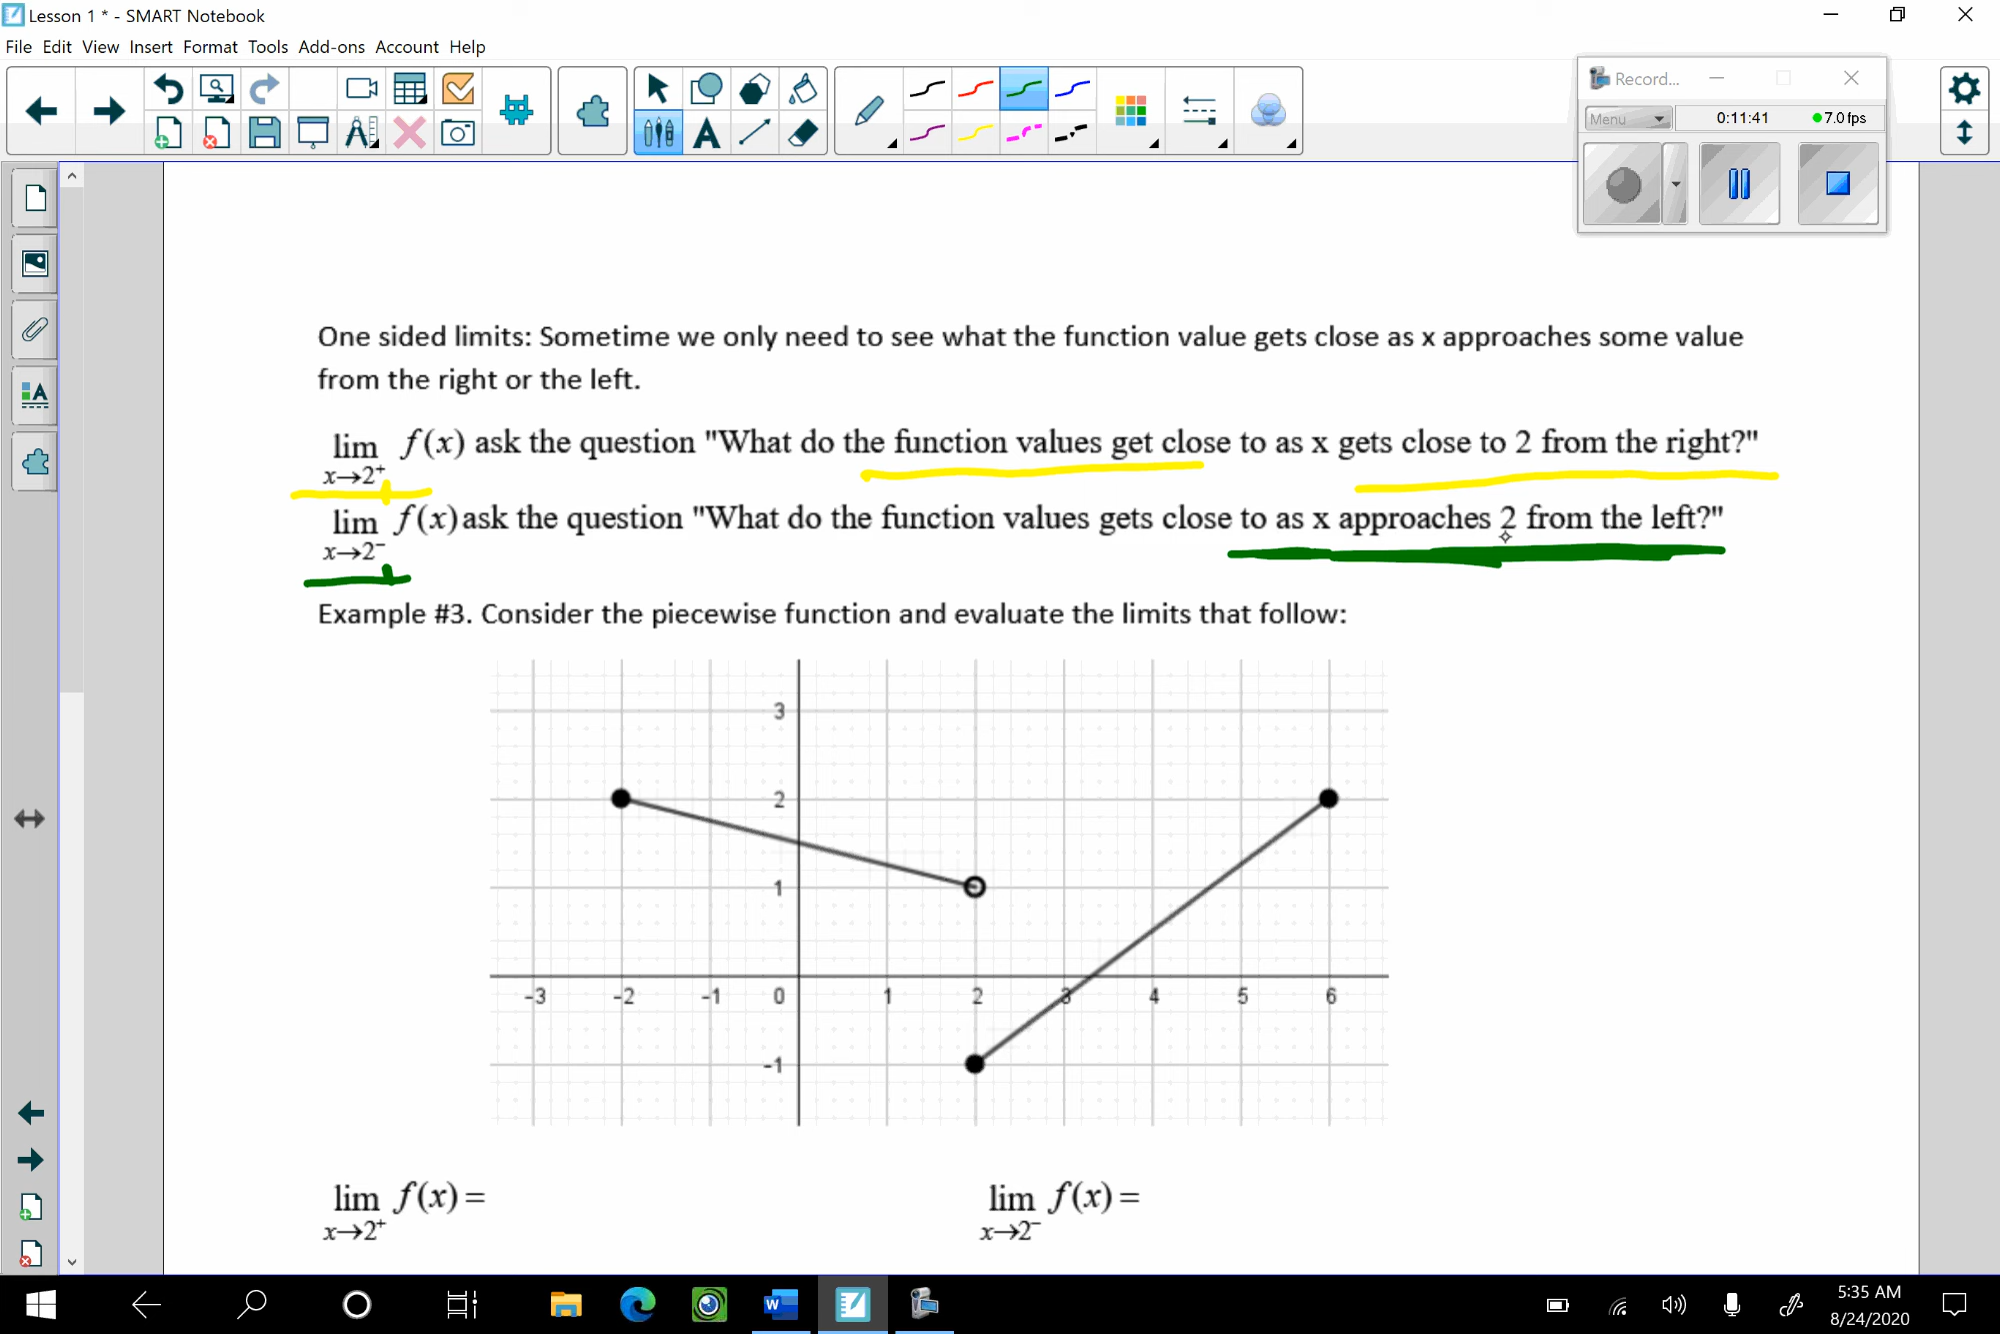 Lesson 1 * - SMART Notebook
File Edit View Insert Format Tools Add-ons Account Help
Record...
Menu
0:11:41
7.0 fps
One sided limits: Sometime we only need to see what the function value gets close as x approaches some value
from the right or the left.
lim f(x) ask the question "What do the function values get close to as x gets close to 2 from the right?"
x→2⁺
lim f(x) ask the question "What do the function values gets close to as x approaches 2 from the left?"
x→2⁻
Example #3. Consider the piecewise function and evaluate the limits that follow:
3
2
1
-3 -2 -1 0 1 2 3 4 5 6
-1
lim f(x) =
x→2⁺
lim f(x) =
x→2⁻
5:35 AM
8/24/2020